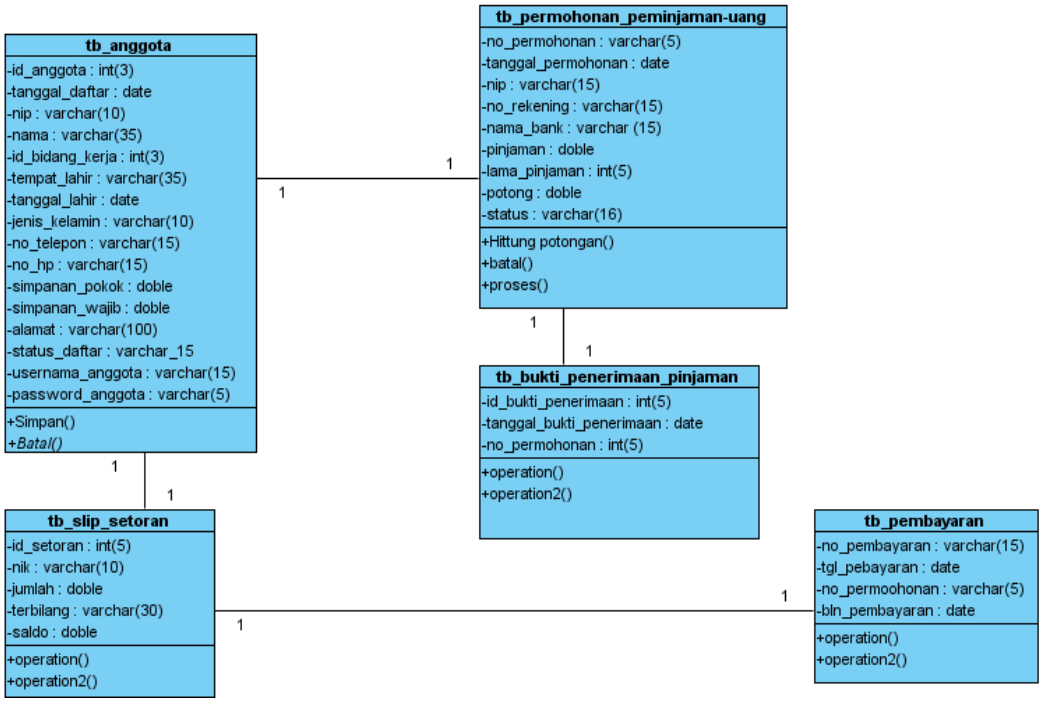 tb_anggota
-id_anggota : int(3)
-tanggal_daftar : date
-nip : varchar(10)
-nama : varchar(35)
-id_bidang_kerja : int(3)
-tempat_lahir : varchar(35)
-tanggal_lahir : date
-jenis_kelamin : varchar(10)
-no_telepon : varchar(15)
-no_hp : varchar(15)
-simpanan_pokok : doble
-simpanan_wajib : doble
-alamat : varchar(100)
-status_daftar : varchar_15
-usernama_anggota : varchar(15)
-password_anggota : varchar(5)
+Simpan()
+Batal()
1
1
tb_permohonan_peminjaman-uang
-no_permohonan : varchar(5)
-tanggal_permohonan : date
-nip : varchar(15)
-no_rekening : varchar(15)
-nama_bank : varchar (15)
-pinjaman : doble
-lama_pinjaman : int(5)
-potong : doble
-status : varchar(16)
+Hittung potongan()
+batal()
+proses()
1
1
tb_bukti_penerimaan_pinjaman
-id_bukti_penerimaan : int(5)
-tanggal_bukti_penerimaan : date
-no_permohonan : int(5)
+operation()
+operation2()
1
1
tb_slip_setoran
-id_setoran : int(5)
-nik : varchar(10)
-jumlah : doble
-terbilang : varchar(30)
-saldo : doble
+operation()
+operation2()
1
1
tb_pembayaran
-no_pembayaran : varchar(15)
-tgl_pebayaran : date
-no_permoohonan : varchar(5)
-bln_pembayaran : date
+operation()
+operation2()